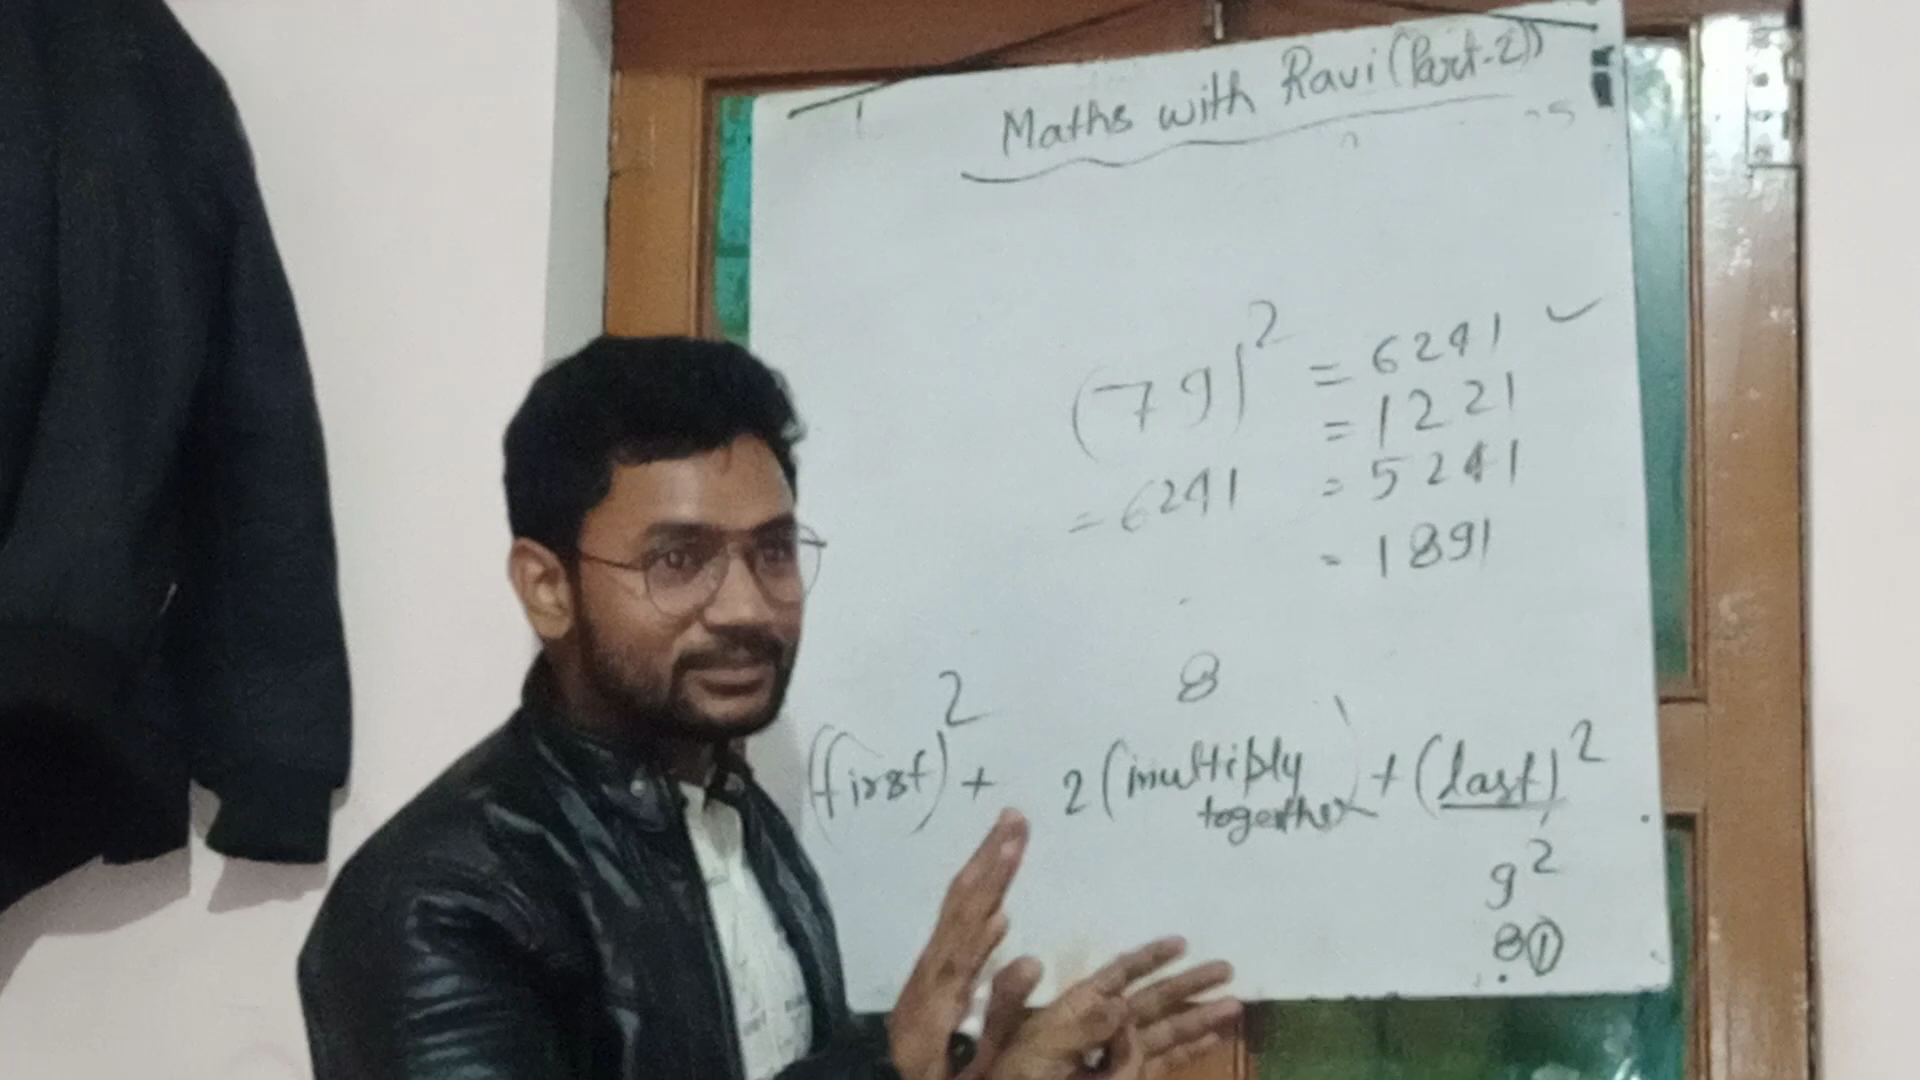 Maths with Ravi (Part-2)
(79)² = 6241 ✓
= 1221
= 6241 = 5241
= 1891
8
(first)² + 2 (multiply together) + (last)²
9²
81